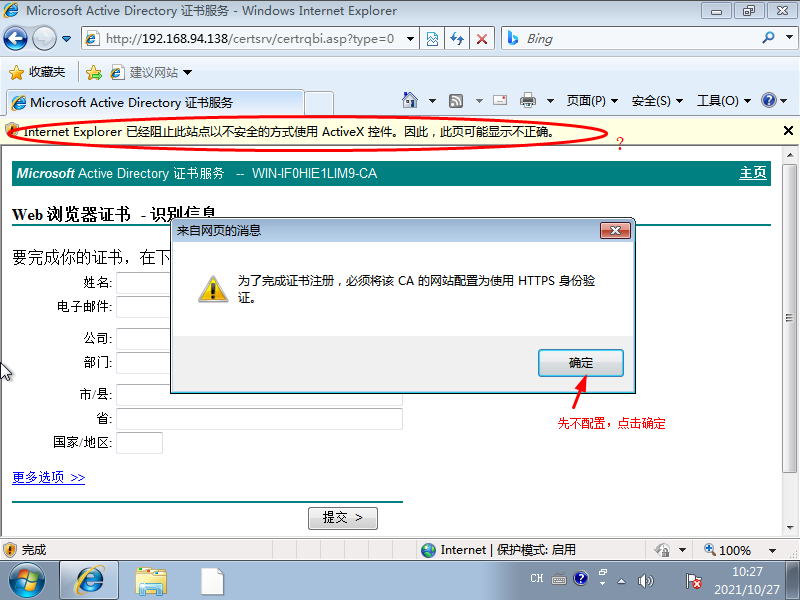 Microsoft Active Directory 证书服务 - Windows Internet Explorer
http://192.168.94.138/certsrv/certrqbi.asp?type=0
Bing
收藏夹
建议网站
Microsoft Active Directory 证书服务
页面(P)
安全(S)
工具(O)
Internet Explorer 已经阻止此站点以不安全的方式使用 ActiveX 控件。因此，此页可能显示不正确。
?
Microsoft Active Directory 证书服务 -- WIN-IF0HIE1LIM9-CA
主页
Web 浏览器证书 - 识别信息
来自网页的消息
要完成你的证书，在下
为了完成证书注册，必须将该 CA 的网站配置为使用 HTTPS 身份验
证。
姓名:
电子邮件:
公司:
部门:
确定
市/县:
省:
先不配置，点击确定
国家/地区:
更多选项 >>
提交 >
完成
Internet | 保护模式: 启用
100%
CH
10:27
2021/10/27